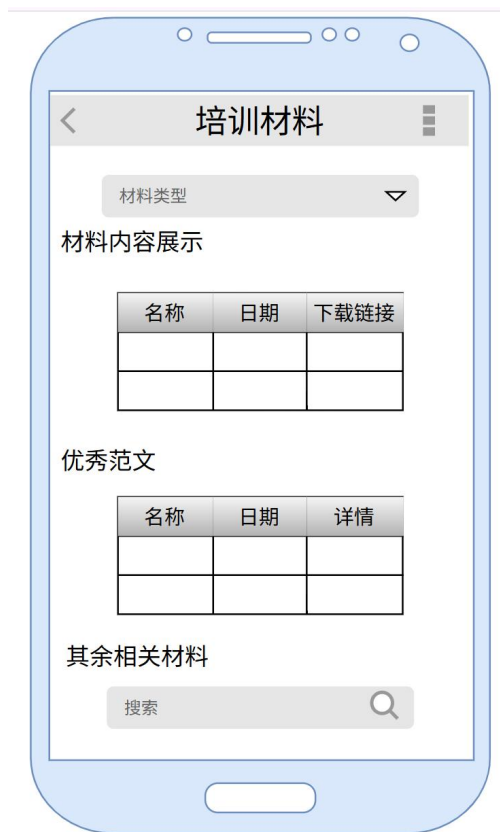 培训材料
材料类型
材料内容展示
名称 日期 下载链接
优秀范文
名称 日期 详情
其余相关材料
搜索